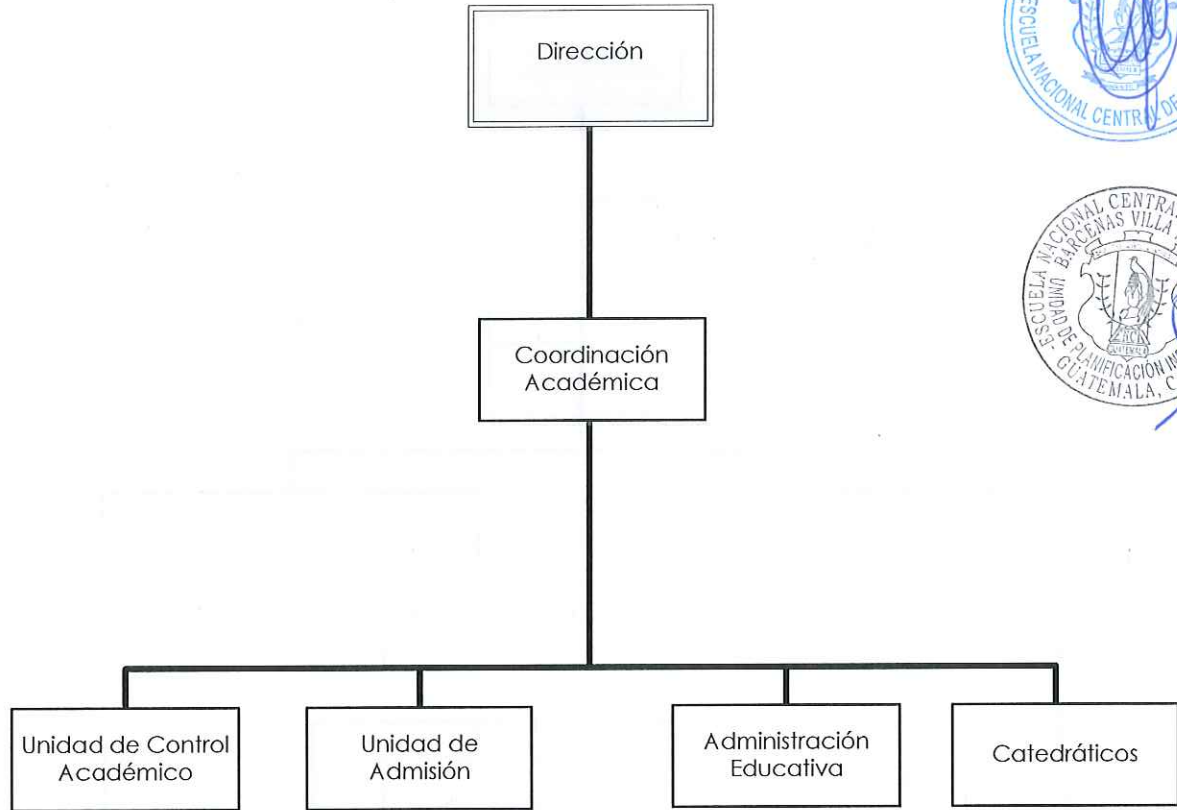 Dirección
ESCUELA NACIONAL CENTRAL DE
ESCUELA NACIONAL CENTRA
BARCENAS VILLA
UNIDAD DE PLANIFICACIÓN
GUATEMALA, C
Coordinación
Académica
Unidad de Control
Académico
Unidad de
Admisión
Administración
Educativa
Catedráticos